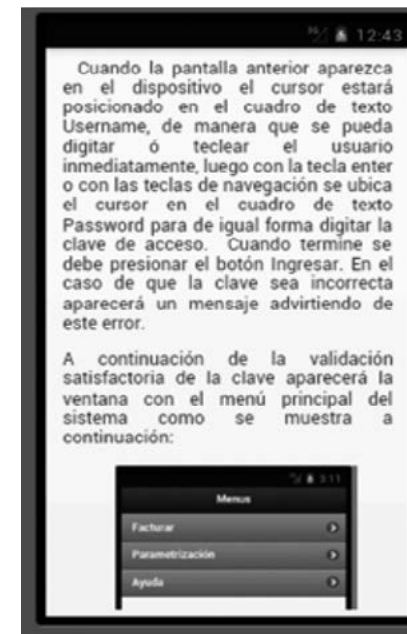 12:43
Cuando la pantalla anterior aparezca
en el dispositivo el cursor estará
posicionado en el cuadro de texto
Username, de manera que se pueda
digitar ó teclear el usuario
inmediatamente, luego con la tecla enter
o con las teclas de navegación se ubica
el cursor en el cuadro de texto
Password para de igual forma digitar la
clave de acceso. Cuando termine se
debe presionar el botón Ingresar. En el
caso de que la clave sea incorrecta
aparecerá un mensaje advirtiendo de
este error.
A continuación de la validación
satisfactoria de la clave aparecerá la
ventana con el menú principal del
sistema como se muestra a
continuación:
3:11
Menus
Facturar
Parametrización
Ayuda